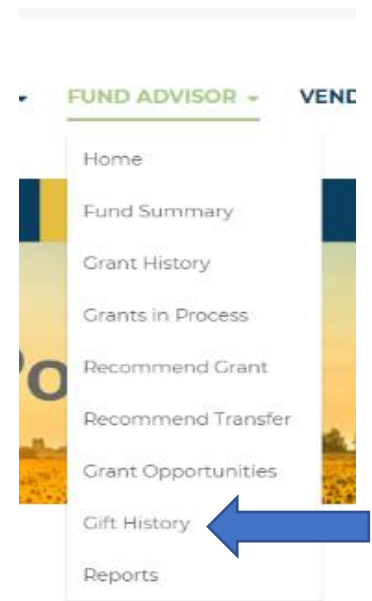 FUND ADVISOR VEND
Home
Fund Summary
Grant History
Grants in Process
Po
Recommend Grant
Recommend Transfer
Grant Opportunities
Gift History
Reports